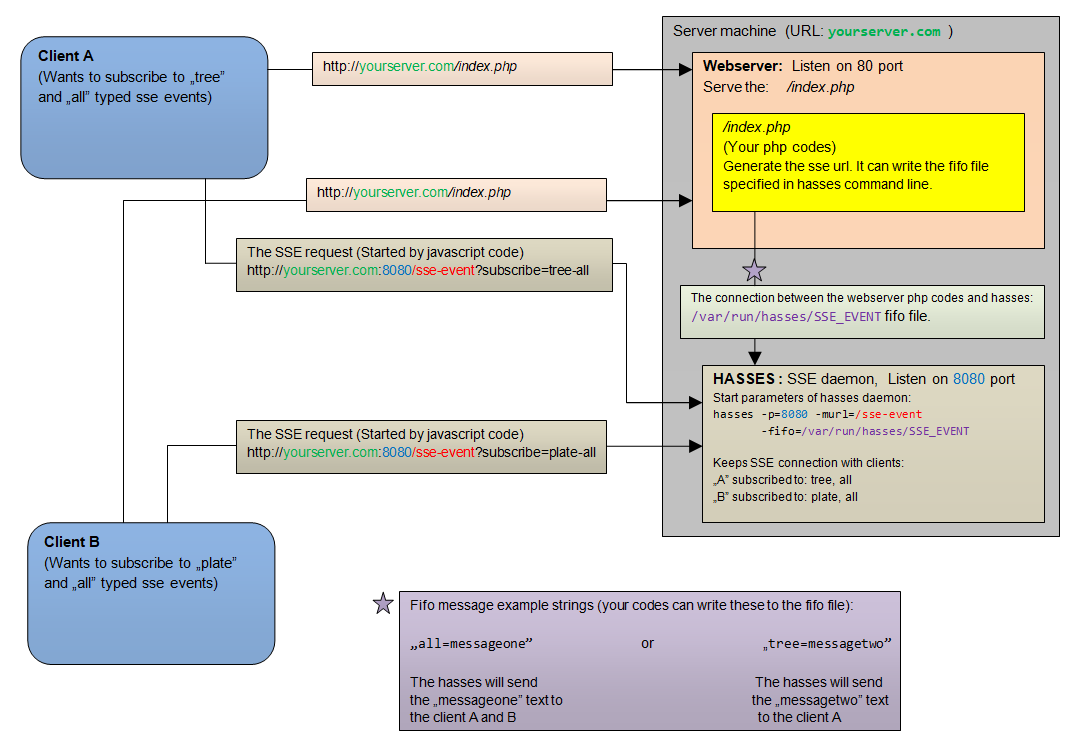 Client A
(Wants to subscribe to „tree”
and „all” typed sse events)
http://yourserver.com/index.php
Server machine (URL: yourserver.com )
Webserver: Listen on 80 port
Serve the: /index.php
/index.php
(Your php codes)
Generate the sse url. It can write the fifo file
specified in hasses command line.
http://yourserver.com/index.php
The SSE request (Started by javascript code)
http://yourserver.com:8080/sse-event?subscribe=tree-all
The connection between the webserver php codes and hasses:
/var/run/hasses/SSE_EVENT fifo file.
HASSES : SSE daemon, Listen on 8080 port
Start parameters of hasses daemon:
hasses -p=8080 -murl=/sse-event
-fifo=/var/run/hasses/SSE_EVENT
Keeps SSE connection with clients:
„A” subscribed to: tree, all
„B” subscribed to: plate, all
The SSE request (Started by javascript code)
http://yourserver.com:8080/sse-event?subscribe=plate-all
Client B
(Wants to subscribe to „plate”
and „all” typed sse events)
Fifo message example strings (your codes can write these to the fifo file):
„all=messageone” or „tree=messagetwo”
The hasses will send
the „messageone” text to
the client A and B
The hasses will send
the „messagetwo” text
to the client A